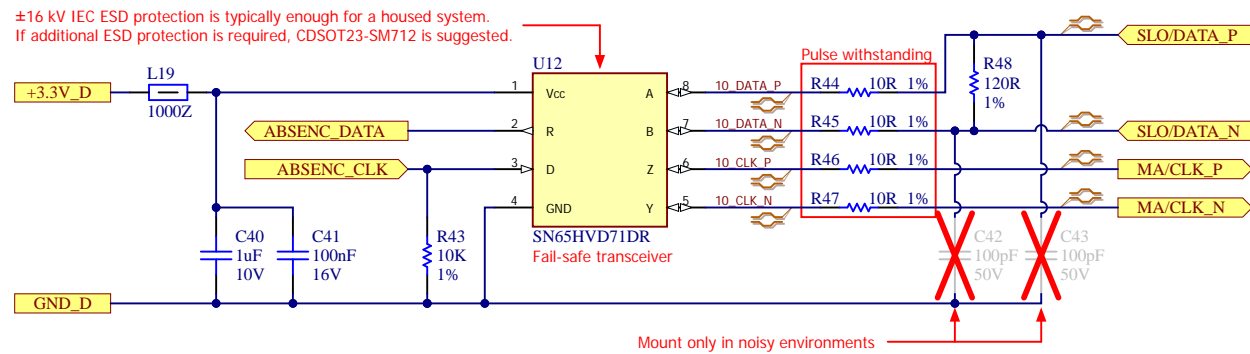 ±16 kV IEC ESD protection is typically enough for a housed system.
If additional ESD protection is required, CDSOT23-SM712 is suggested.
L19
+3.3V_D
1000Z
ABSENC_DATA
ABSENC_CLK
U12
1 Vcc A 8
2 R B 7
3 D Z 6
4 GND Y 5
SN65HVD71DR
Fail-safe transceiver
10_DATA_P
10_DATA_N
10_CLK_P
10_CLK_N
Pulse withstanding
R44 10R 1%
R45 10R 1%
R46 10R 1%
R47 10R 1%
R48
120R
1%
SLO/DATA_P
SLO/DATA_N
MA/CLK_P
MA/CLK_N
C40
1uF
10V
C41
100nF
16V
R43
10K
1%
C42
100pF
50V
C43
100pF
50V
GND_D
Mount only in noisy environments